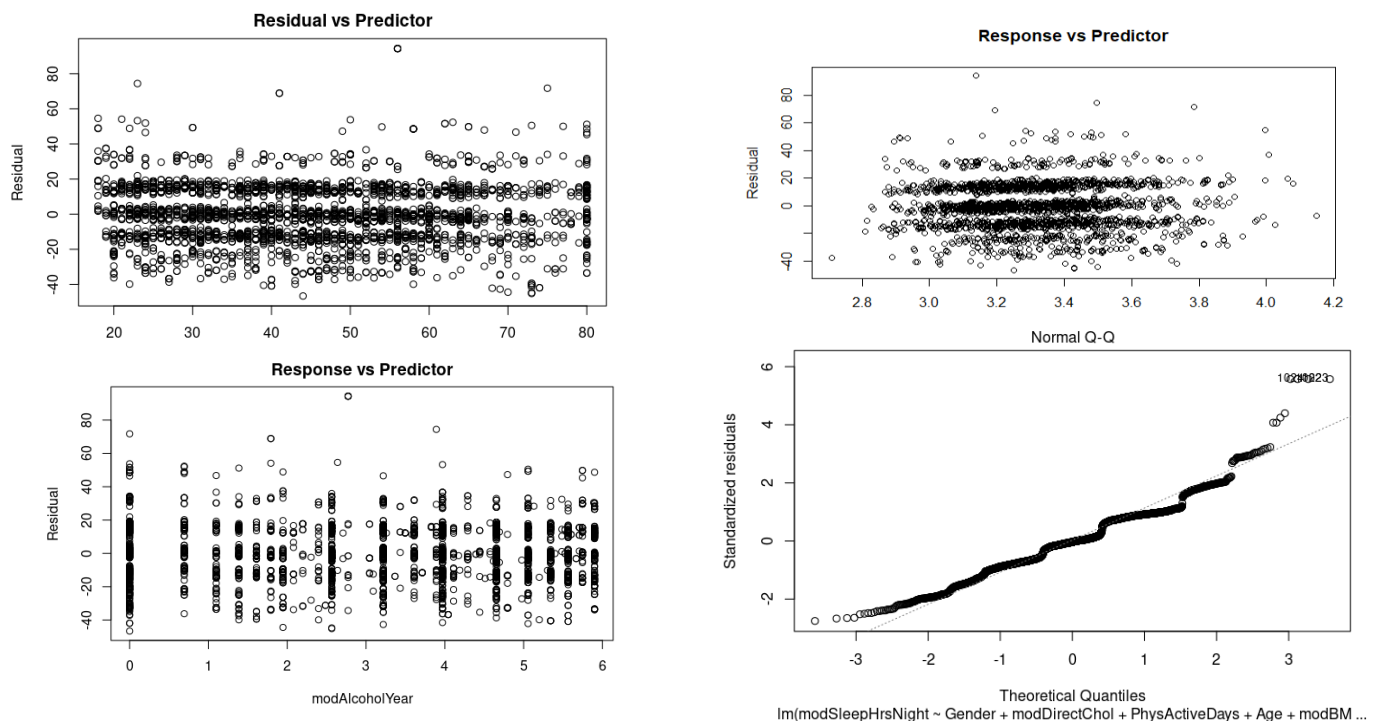 Residual vs Predictor
Residual
80
60
40
20
0
-20
-40
20 30 40 50 60 70 80
Response vs Predictor
Residual
80
60
40
20
0
-40
2.8 3.0 3.2 3.4 3.6 3.8 4.0 4.2
Response vs Predictor
Residual
80
60
40
20
0
-20
-40
0 1 2 3 4 5 6
modAlcoholYear
Normal Q-Q
Standardized residuals
6
4
2
0
-2
-3 -2 -1 0 1 2 3
Theoretical Quantiles
lm(modSleepHrsNight ~ Gender + modDirectChol + PhysActiveDays + Age + modBM ...